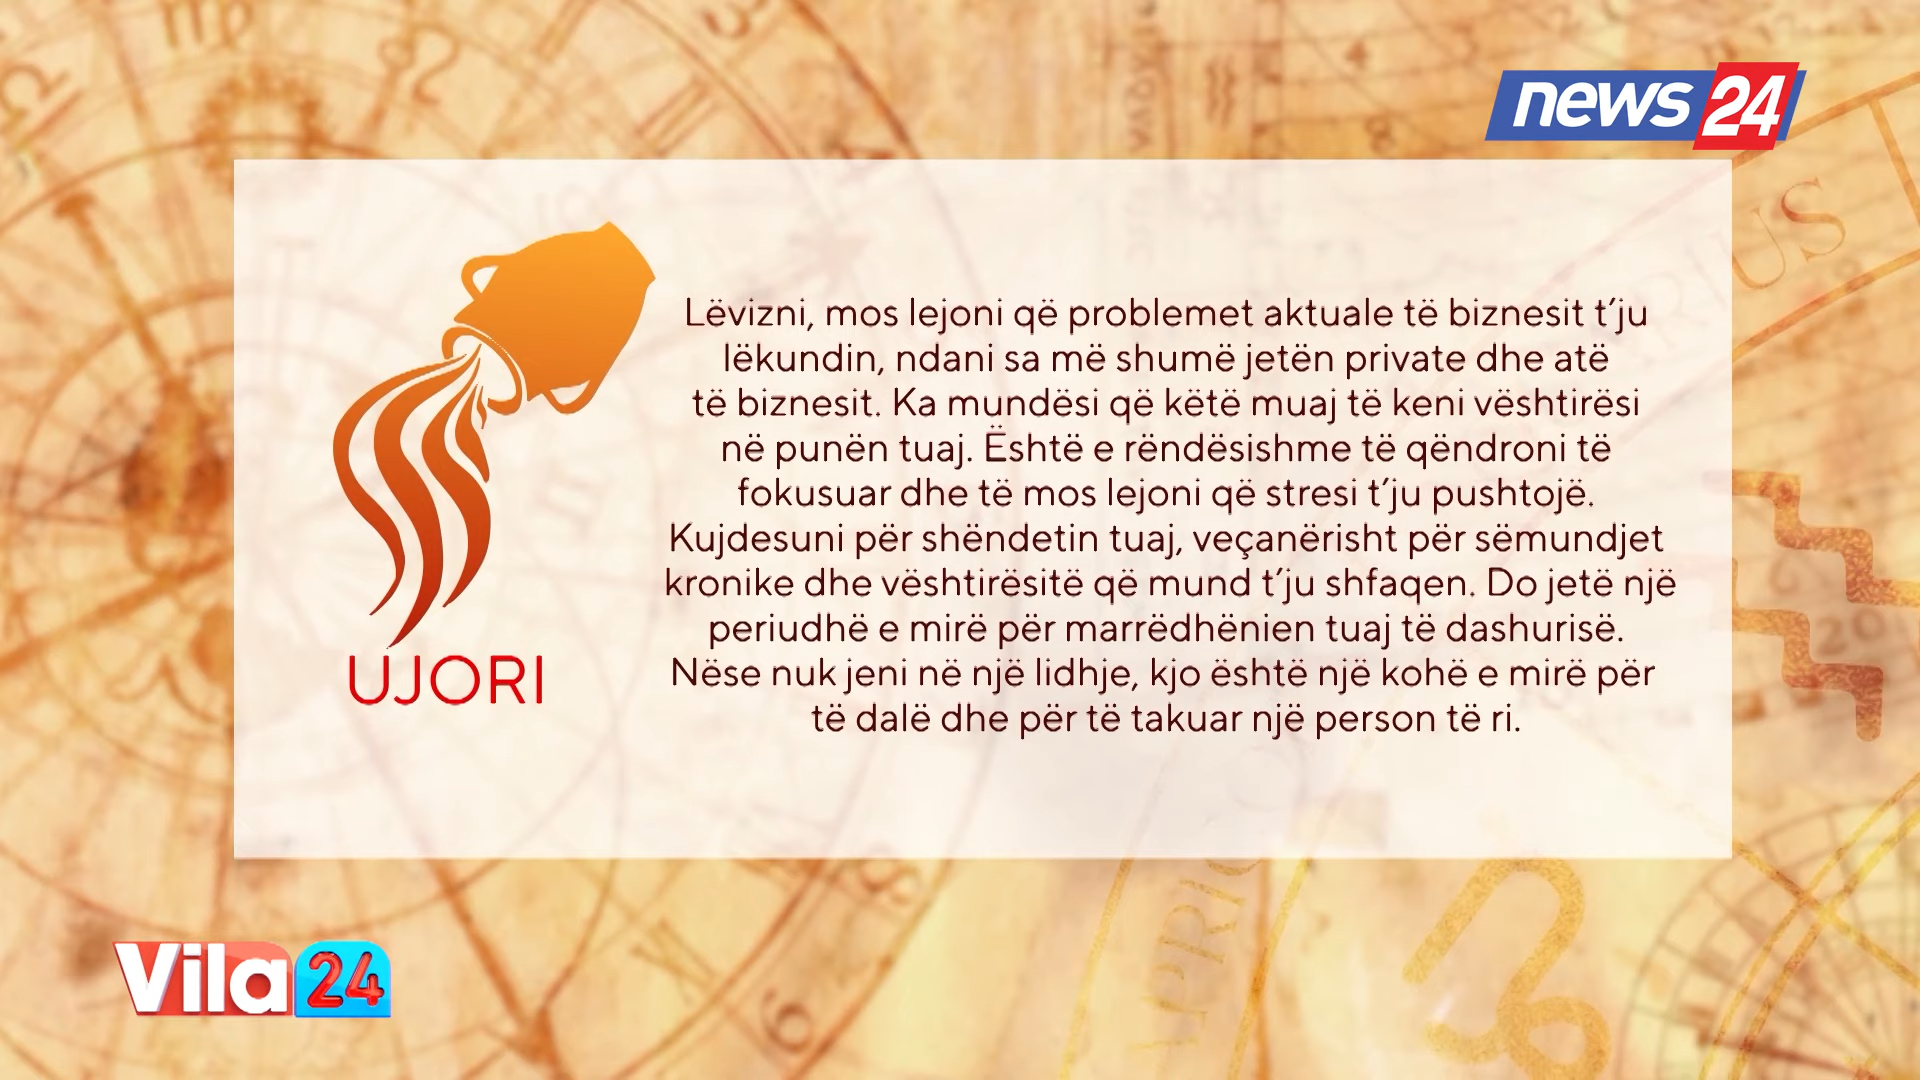 news 24
Lëvizni, mos lejoni që problemet aktuale të biznesit t’ju
lëkundin, ndani sa më shumë jetën private dhe atë
të biznesit. Ka mundësi që këtë muaj të keni vështirësi
në punën tuaj. Është e rëndësishme të qëndroni të
fokusuar dhe të mos lejoni që stresi t’ju pushtojë.
Kujdesuni për shëndetin tuaj, veçanërisht për sëmundjet
kronike dhe vështirësitë që mund t’ju shfaqen. Do jetë një
periudhë e mirë për marrëdhënien tuaj të dashurisë.
Nëse nuk jeni në një lidhje, kjo është një kohë e mirë për
të dalë dhe për të takuar një person të ri.
UJORI
Vila 24